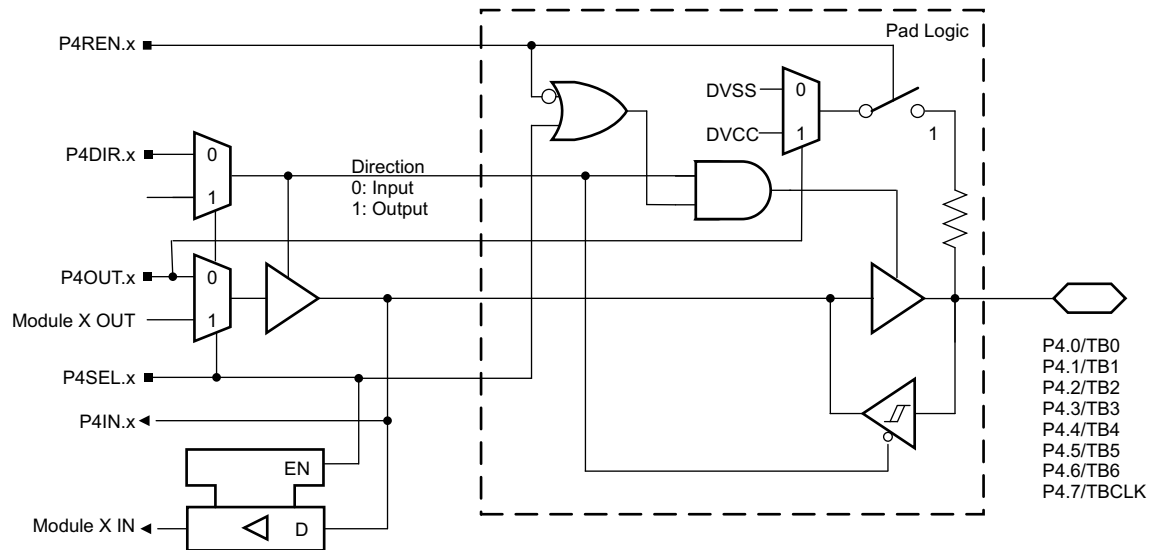 Pad Logic
P4REN.x
DVSS
0
DVCC
1
1
P4DIR.x
0
1
Direction
0: Input
1: Output
P4OUT.x
0
Module X OUT
1
P4SEL.x
P4IN.x
EN
Module X IN
D
P4.0/TB0
P4.1/TB1
P4.2/TB2
P4.3/TB3
P4.4/TB4
P4.5/TB5
P4.6/TB6
P4.7/TBCLK